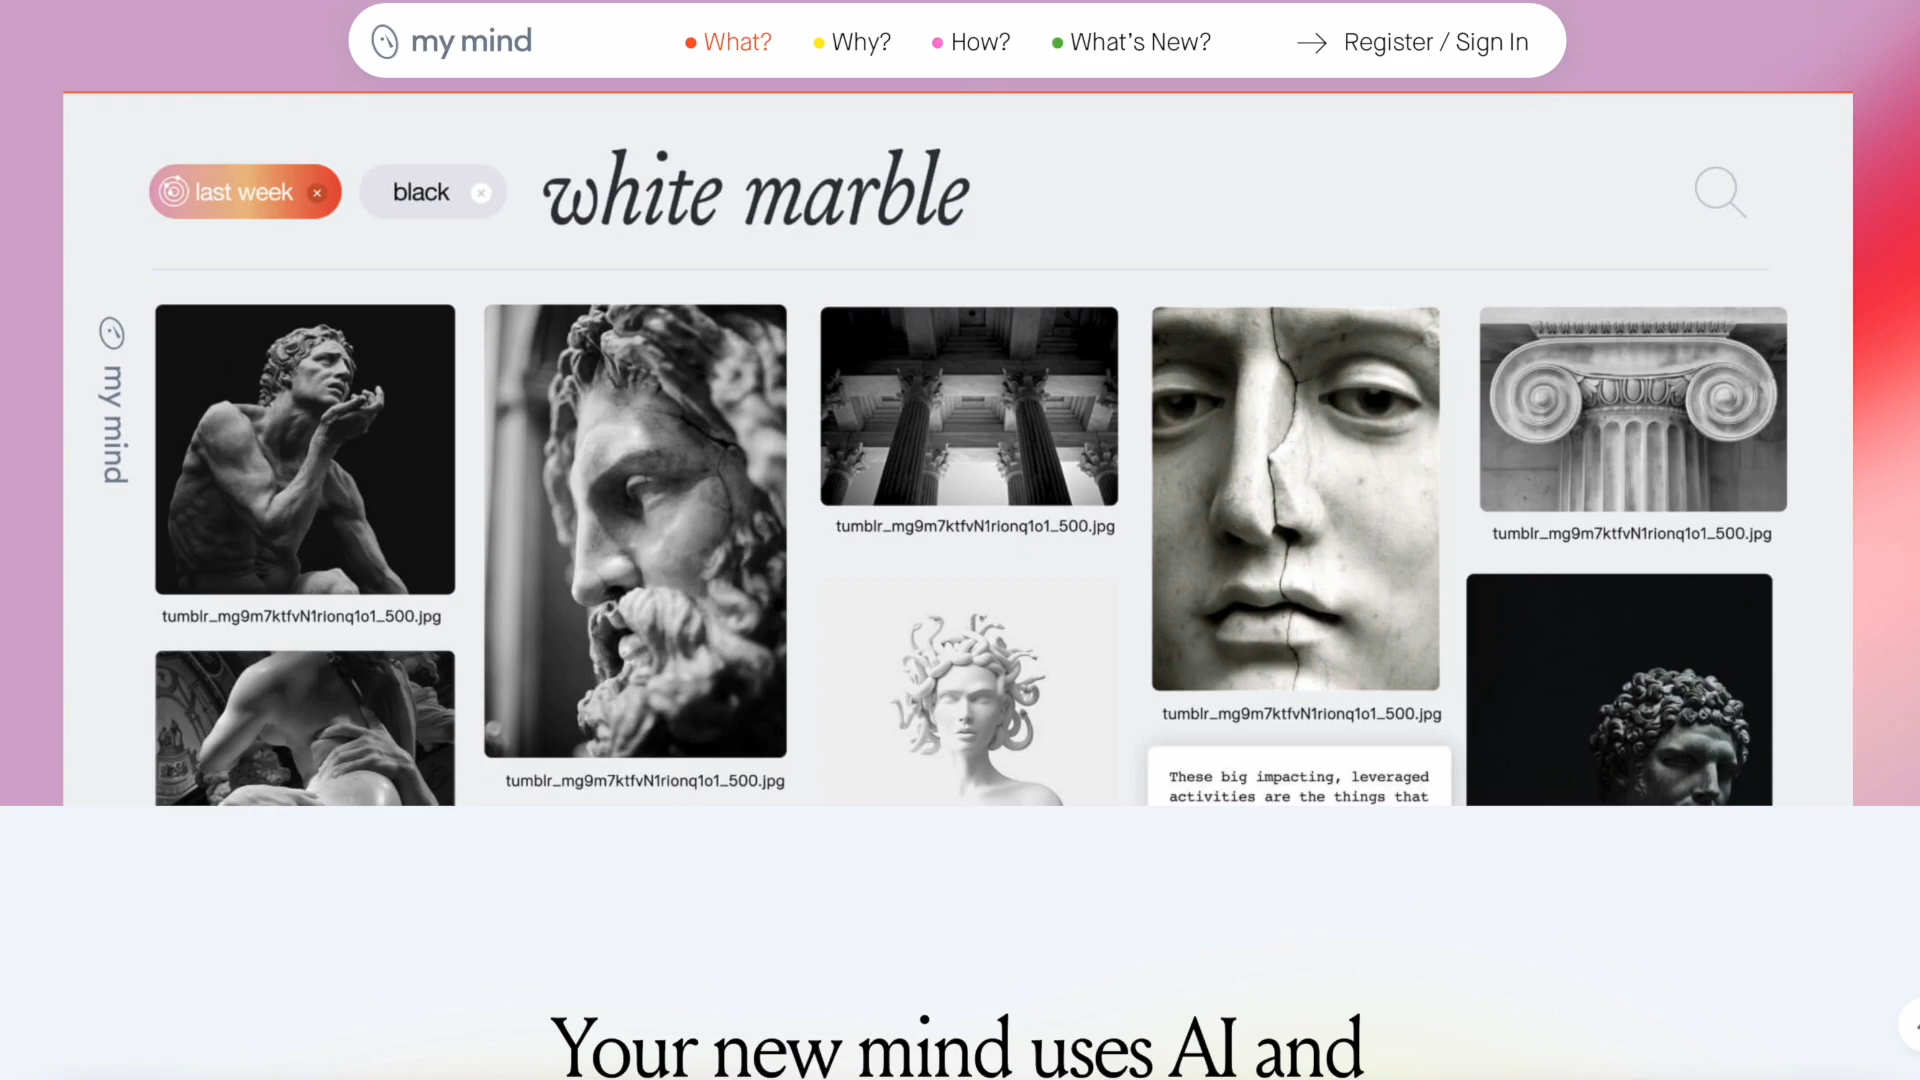 my mind
What?
Why?
How?
What's New?
Register / Sign In
last week
black
white marble
my mind
tumblr_mg9m7ktfvN1rionq1o1_500.jpg
tumblr_mg9m7ktfvN1rionq1o1_500.jpg
tumblr_mg9m7ktfvN1rionq1o1_500.jpg
tumblr_mg9m7ktfvN1rionq1o1_500.jpg
tumblr_mg9m7ktfvN1rionq1o1_500.jpg
These big impacting, leveraged
activities are the things that
Your new mind uses AI and